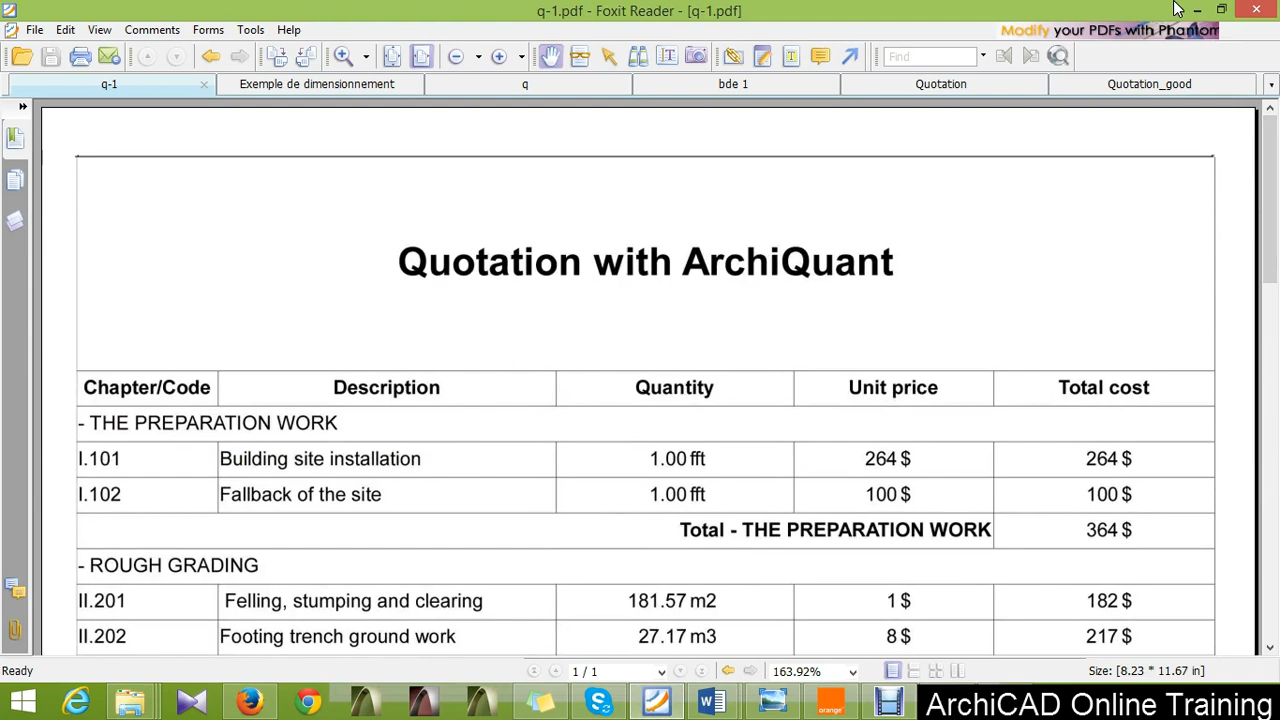 q-1.pdf - Foxit Reader - [q-1.pdf]
File Edit View Comments Forms Tools Help
Modify your PDFs with Phantom
Find
q-1 Exemple de dimensionnement q bde 1 Quotation Quotation_good
Quotation with ArchiQuant
Chapter/Code Description Quantity Unit price Total cost
- THE PREPARATION WORK
I.101 Building site installation 1.00 fft 264 $ 264 $
I.102 Fallback of the site 1.00 fft 100 $ 100 $
Total - THE PREPARATION WORK 364 $
- ROUGH GRADING
II.201 Felling, stumping and clearing 181.57 m2 1 $ 182 $
II.202 Footing trench ground work 27.17 m3 8 $ 217 $
Ready 1 / 1 163.92% Size: [8.23 * 11.67 in]
orange
ArchiCAD Online Training